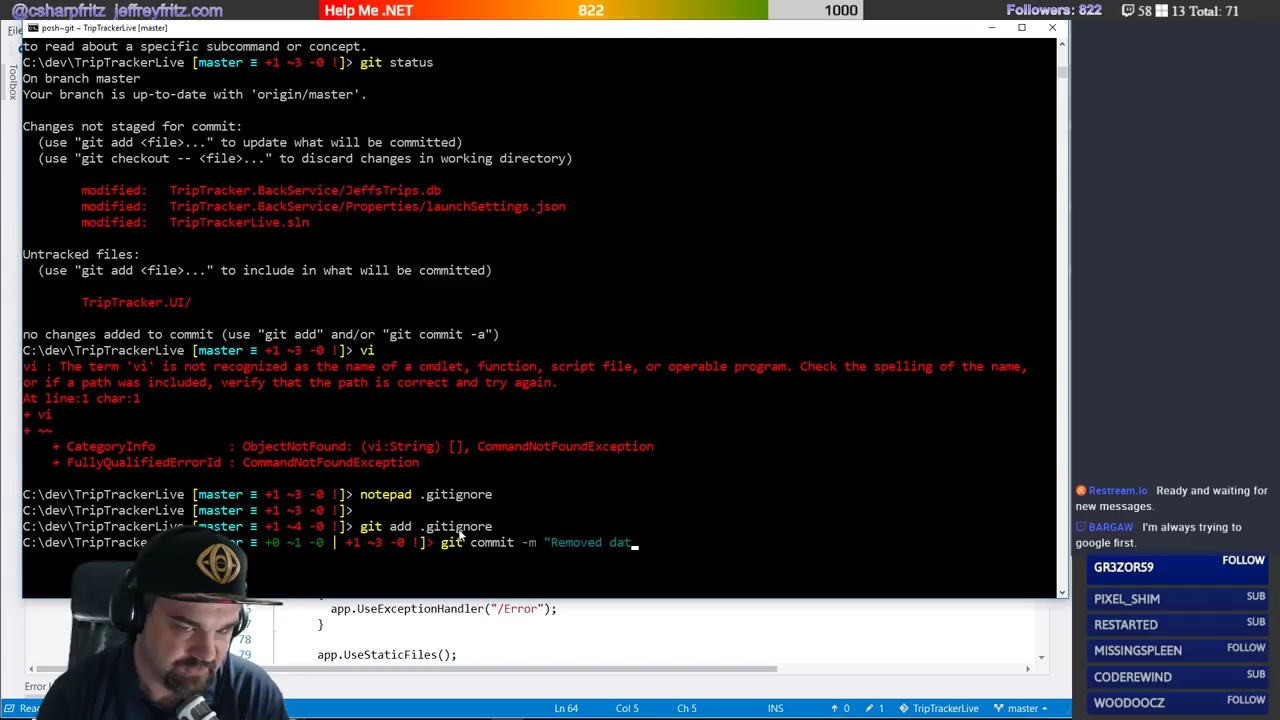 @csharpfritz jeffreyfritz.com
Help Me .NET
822
1000
Followers: 822
58
13 Total: 71
posh~git ~ TripTrackerLive [master]
to read about a specific subcommand or concept.
C:\dev\TripTrackerLive [master ≡ +1 ~3 -0 !]> git status
On branch master
Your branch is up-to-date with 'origin/master'.
Changes not staged for commit:
(use "git add <file>..." to update what will be committed)
(use "git checkout -- <file>..." to discard changes in working directory)
modified: TripTracker.BackService/JeffsTrips.db
modified: TripTracker.BackService/Properties/launchSettings.json
modified: TripTrackerLive.sln
Untracked files:
(use "git add <file>..." to include in what will be committed)
TripTracker.UI/
no changes added to commit (use "git add" and/or "git commit -a")
C:\dev\TripTrackerLive [master ≡ +1 ~3 -0 !]> vi
vi : The term 'vi' is not recognized as the name of a cmdlet, function, script file, or operable program. Check the spelling of the name,
or if a path was included, verify that the path is correct and try again.
At line:1 char:1
+ vi
+ ~~
+ CategoryInfo : ObjectNotFound: (vi:String) [], CommandNotFoundException
+ FullyQualifiedErrorId : CommandNotFoundException
C:\dev\TripTrackerLive [master ≡ +1 ~3 -0 !]> notepad .gitignore
C:\dev\TripTrackerLive [master ≡ +1 ~3 -0 !]>
C:\dev\TripTrackerLive [master ≡ +1 ~4 -0 !]> git add .gitignore
C:\dev\TripTrackerLive [master ≡ +0 ~1 -0 | +1 ~3 -0 !]> git commit -m "Removed dat_
Toolbox
app.UseExceptionHandler("/Error");
}
78
79
app.UseStaticFiles();
Error
Ln 64
Col 5
Ch 5
INS
0
1
TripTrackerLive
master
Restream.io Ready and waiting for
new messages.
BARGAW I'm always trying to
google first.
GR3ZOR59 FOLLOW
PIXEL_SHIM SUB
RESTARTED SUB
MISSINGSPLEEN FOLLOW
CODEREWIND SUB
WOODOOCZ FOLLOW